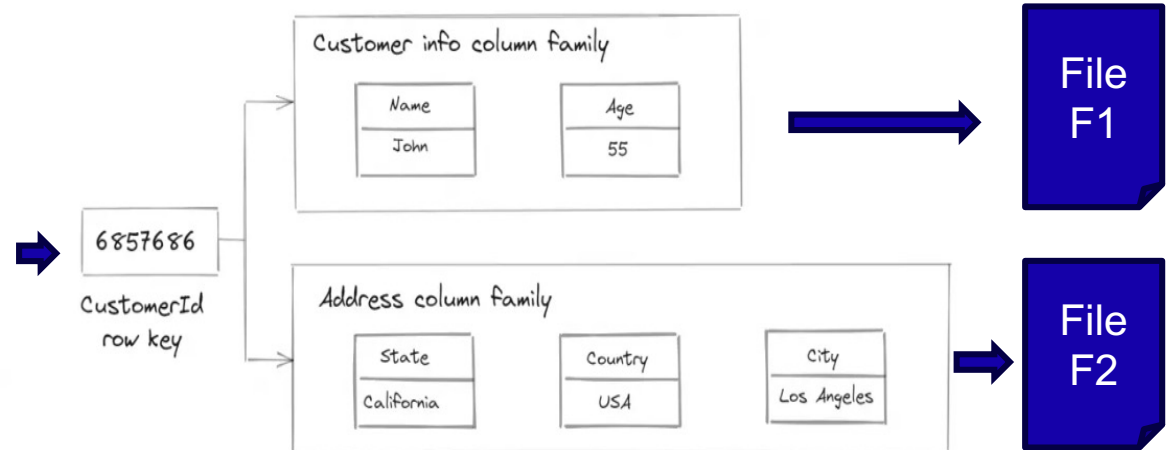 Customer info column family
Name
John
Age
55
File
F1
6857686
CustomerId
row key
Address column family
State
California
Country
USA
City
Los Angeles
File
F2